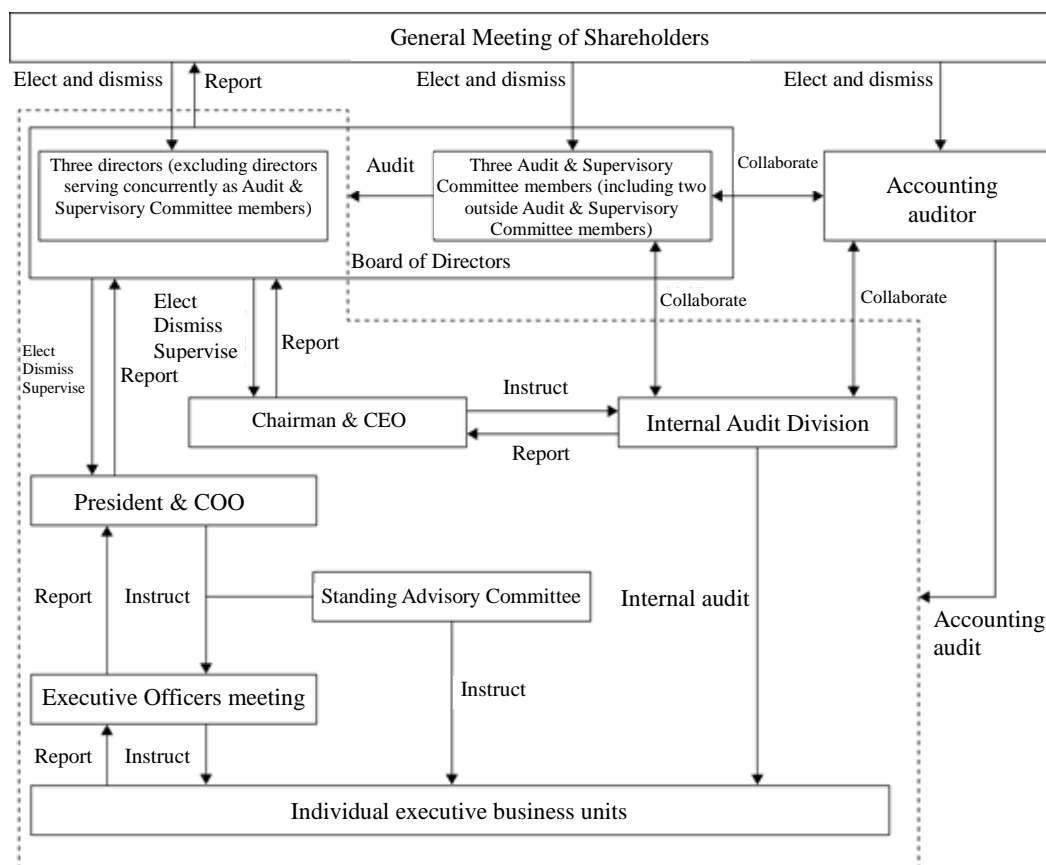 General Meeting of Shareholders
Elect and dismiss
Report
Elect and dismiss
Elect and dismiss
Three directors (excluding directors
serving concurrently as Audit &
Supervisory Committee members)
Audit
Three Audit & Supervisory
Committee members (including two
outside Audit & Supervisory
Committee members)
Collaborate
Accounting
auditor
Board of Directors
Elect
Dismiss
Supervise
Report
Elect
Dismiss
Supervise
Report
Collaborate
Collaborate
Chairman & CEO
Instruct
Report
Internal Audit Division
President & COO
Report
Instruct
Standing Advisory Committee
Internal audit
Accounting
audit
Executive Officers meeting
Instruct
Report
Instruct
Individual executive business units